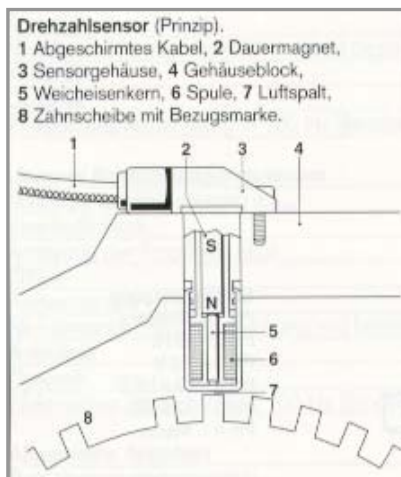 Drehzahlsensor (Prinzip).
1 Abgeschirmtes Kabel, 2 Dauermagnet,
3 Sensorgehäuse, 4 Gehäuseblock,
5 Weicheisenkern, 6 Spule, 7 Luftspalt,
8 Zahnscheibe mit Bezugsmarke.
1
2
3
4
S
N
5
6
7
8